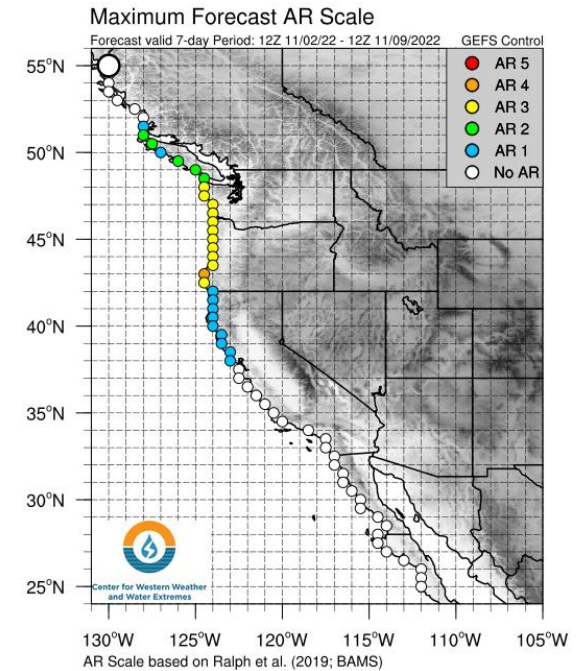 Maximum Forecast AR Scale
Forecast valid 7-day Period: 12Z 11/02/22 - 12Z 11/09/2022 GEFS Control
AR 5
AR 4
AR 3
AR 2
AR 1
No AR
55°N
50°N
45°N
40°N
35°N
30°N
25°N
Center for Western Weather
and Water Extremes
130°W 125°W 120°W 115°W 110°W 105°W
AR Scale based on Ralph et al. (2019; BAMS)